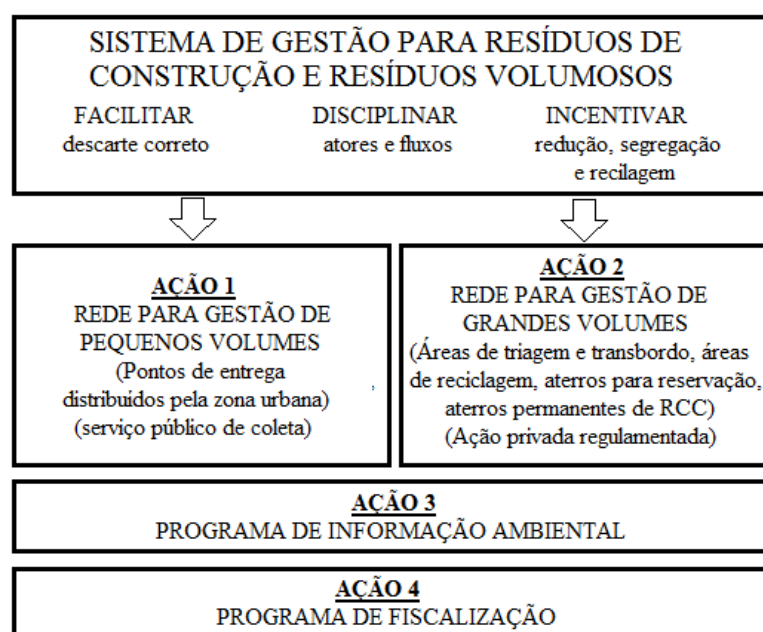 SISTEMA DE GESTÃO PARA RESÍDUOS DE
CONSTRUÇÃO E RESÍDUOS VOLUMOSOS
FACILITAR
descarte correto
DISCIPLINAR
atores e fluxos
INCENTIVAR
redução, segregação
e recilagem
AÇÃO 1
REDE PARA GESTÃO DE
PEQUENOS VOLUMES
(Pontos de entrega
distribuidos pela zona urbana)
(serviço público de coleta)
,
AÇÃO 2
REDE PARA GESTÃO DE
GRANDES VOLUMES
(Áreas de triagem e transbordo, áreas
de reciclagem, aterros para reservação,
aterros permanentes de RCC)
(Ação privada regulamentada)
AÇÃO 3
PROGRAMA DE INFORMAÇÃO AMBIENTAL
AÇÃO 4
PROGRAMA DE FISCALIZAÇÃO